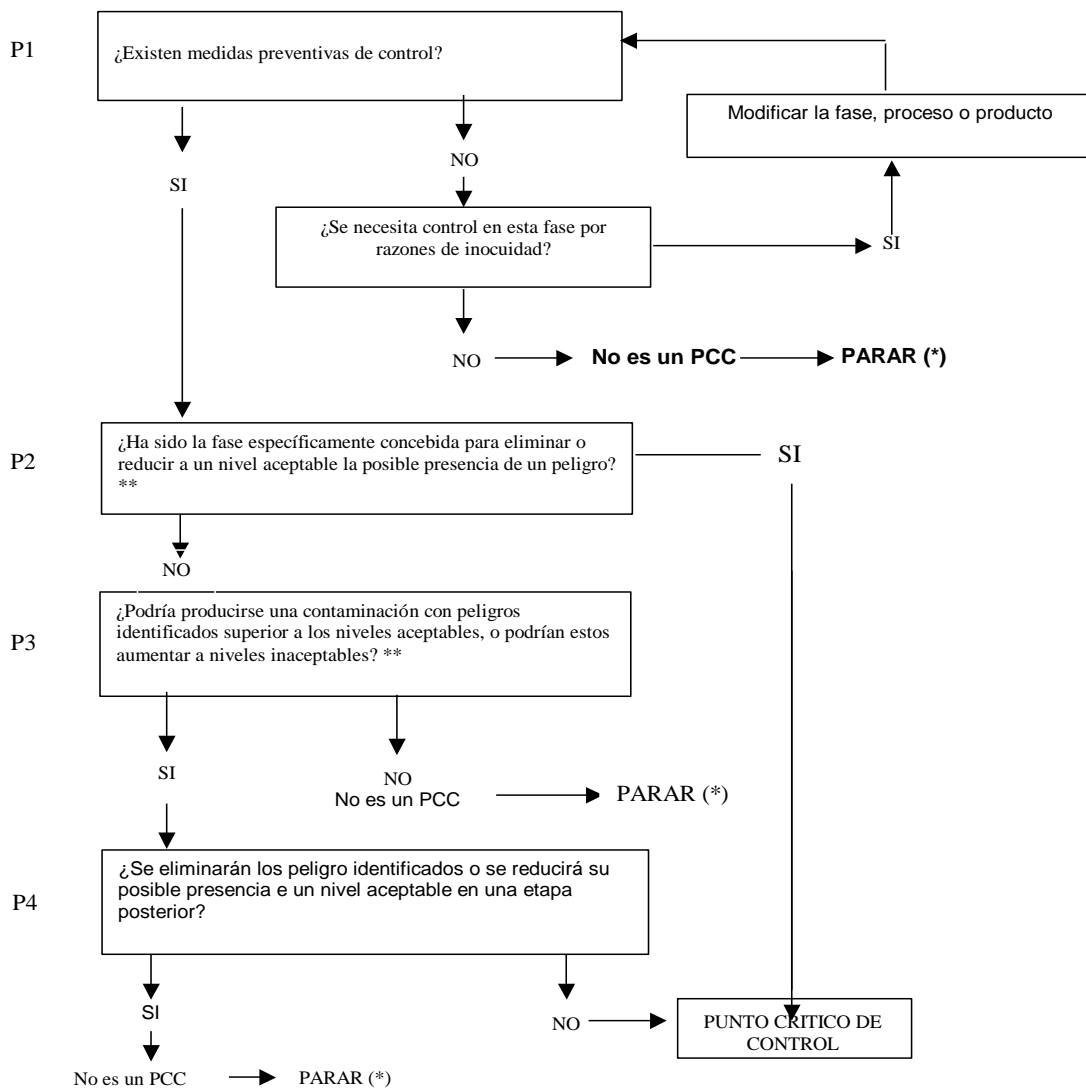 P1
¿Existen medidas preventivas de control?
Modificar la fase, proceso o producto
NO
SI
¿Se necesita control en esta fase por
razones de inocuidad?
SI
NO
No es un PCC
PARAR (*)
P2
¿Ha sido la fase específicamente concebida para eliminar o
reducir a un nivel aceptable la posible presencia de un peligro?
**
SI
NO
P3
¿Podría producirse una contaminación con peligros
identificados superior a los niveles aceptables, o podrían estos
aumentar a niveles inaceptables? **
SI
NO
No es un PCC
PARAR (*)
P4
¿Se eliminarán los peligro identificados o se reducirá su
posible presencia e un nivel aceptable en una etapa
posterior?
SI
NO
PUNTO CRITICO DE
CONTROL
No es un PCC
PARAR (*)